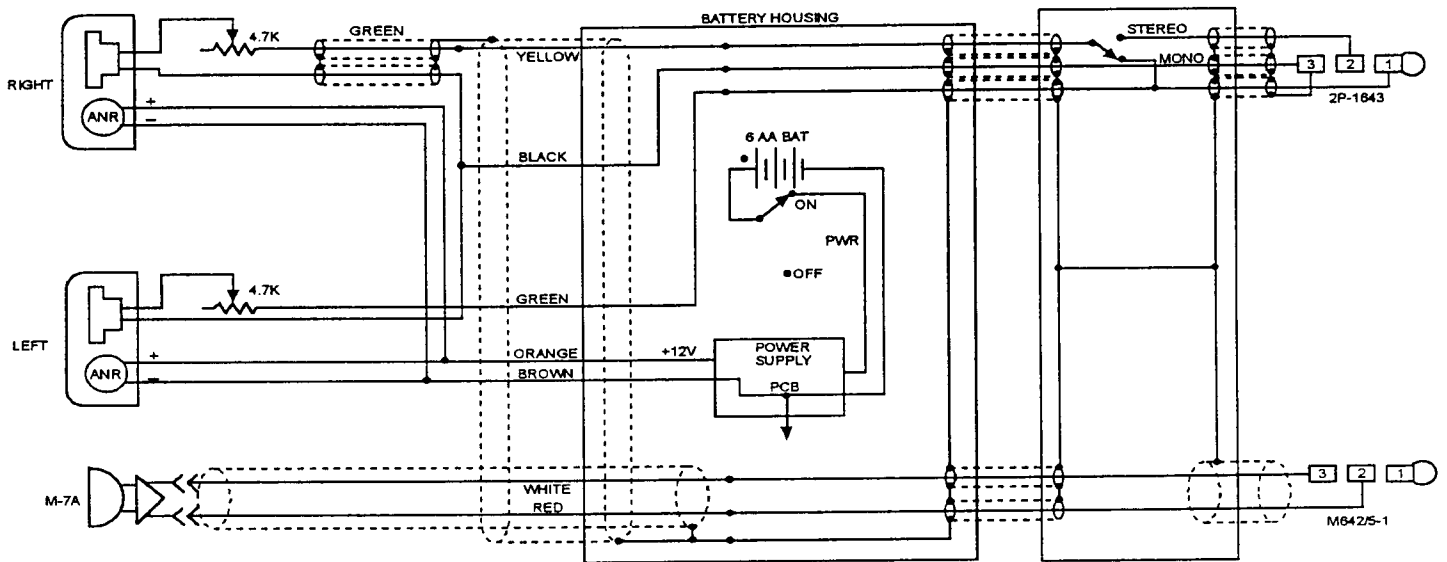 BATTERY HOUSING
4.7K
GREEN
YELLOW
STEREO
MONO
3 2 1
2P-1643
RIGHT
+
ANR
−
BLACK
6 AA BAT
ON
PWR
OFF
4.7K
GREEN
LEFT
+
ANR
−
ORANGE
+12V
POWER
SUPPLY
BROWN
PCB
M-7A
WHITE
RED
3 2 1
M642/5-1